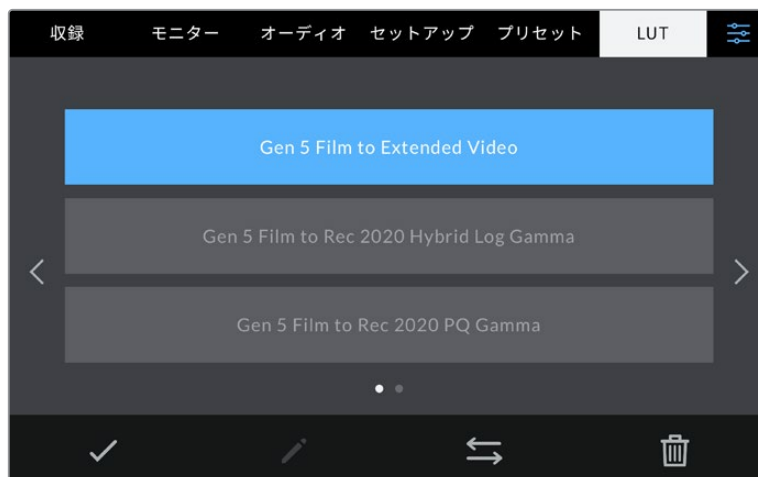 収録 モニター オーディオ セットアップ プリセット LUT
Gen 5 Film to Extended Video
Gen 5 Film to Rec 2020 Hybrid Log Gamma
Gen 5 Film to Rec 2020 PQ Gamma